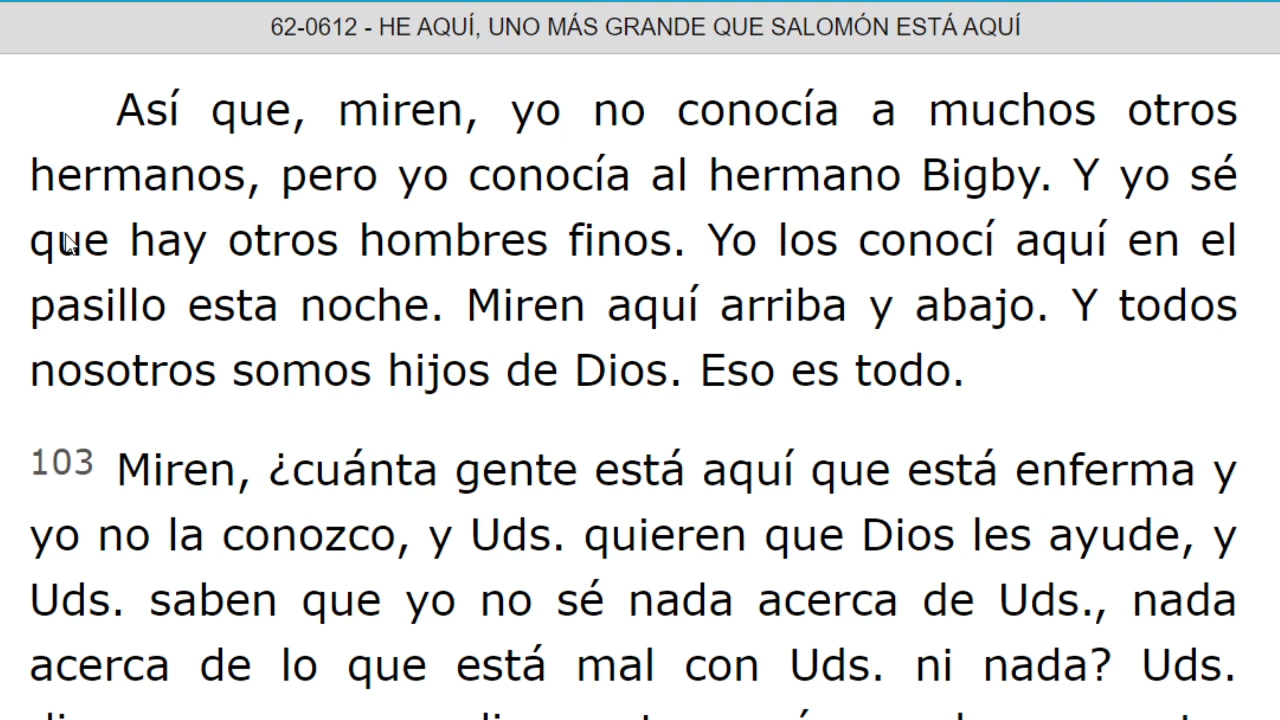 62-0612 - HE AQUÍ, UNO MÁS GRANDE QUE SALOMÓN ESTÁ AQUÍ
Así que, miren, yo no conocía a muchos otros
hermanos, pero yo conocía al hermano Bigby. Y yo sé
que hay otros hombres finos. Yo los conocí aquí en el
pasillo esta noche. Miren aquí arriba y abajo. Y todos
nosotros somos hijos de Dios. Eso es todo.
103 Miren, ¿cuánta gente está aquí que está enferma y
yo no la conozco, y Uds. quieren que Dios les ayude, y
Uds. saben que yo no sé nada acerca de Uds., nada
acerca de lo que está mal con Uds. ni nada? Uds.